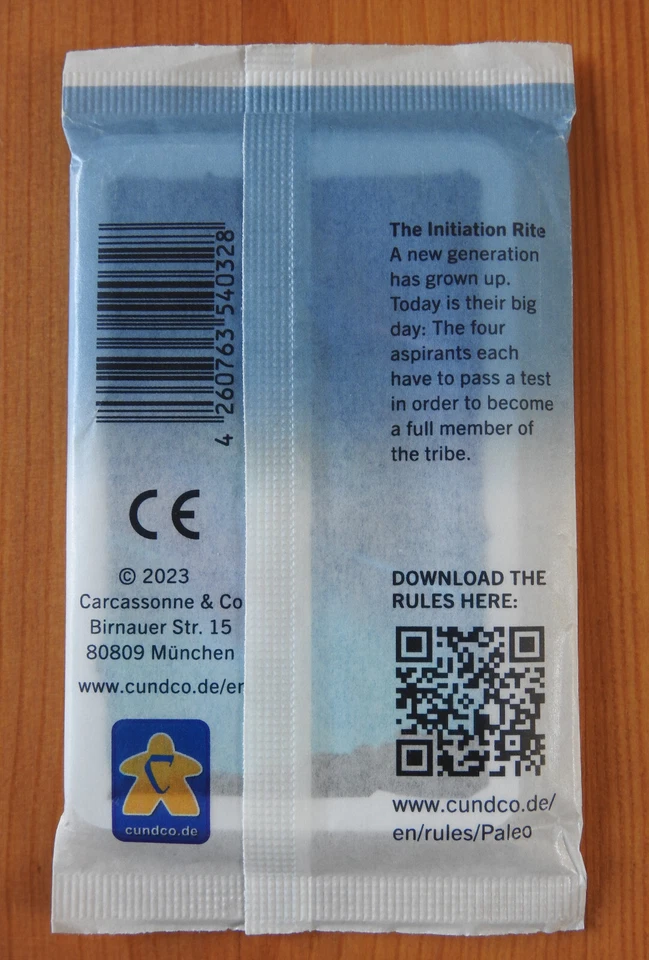 4 260763 540328
CE
© 2023
Carcassonne & Co
Birnauer Str. 15
80809 München
www.cundco.de/en
cundco.de
The Initiation Rite
A new generation
has grown up.
Today is their big
day: The four
aspirants each
have to pass a test
in order to become
a full member of
the tribe.
DOWNLOAD THE
RULES HERE:
www.cundco.de/
en/rules/Paleo